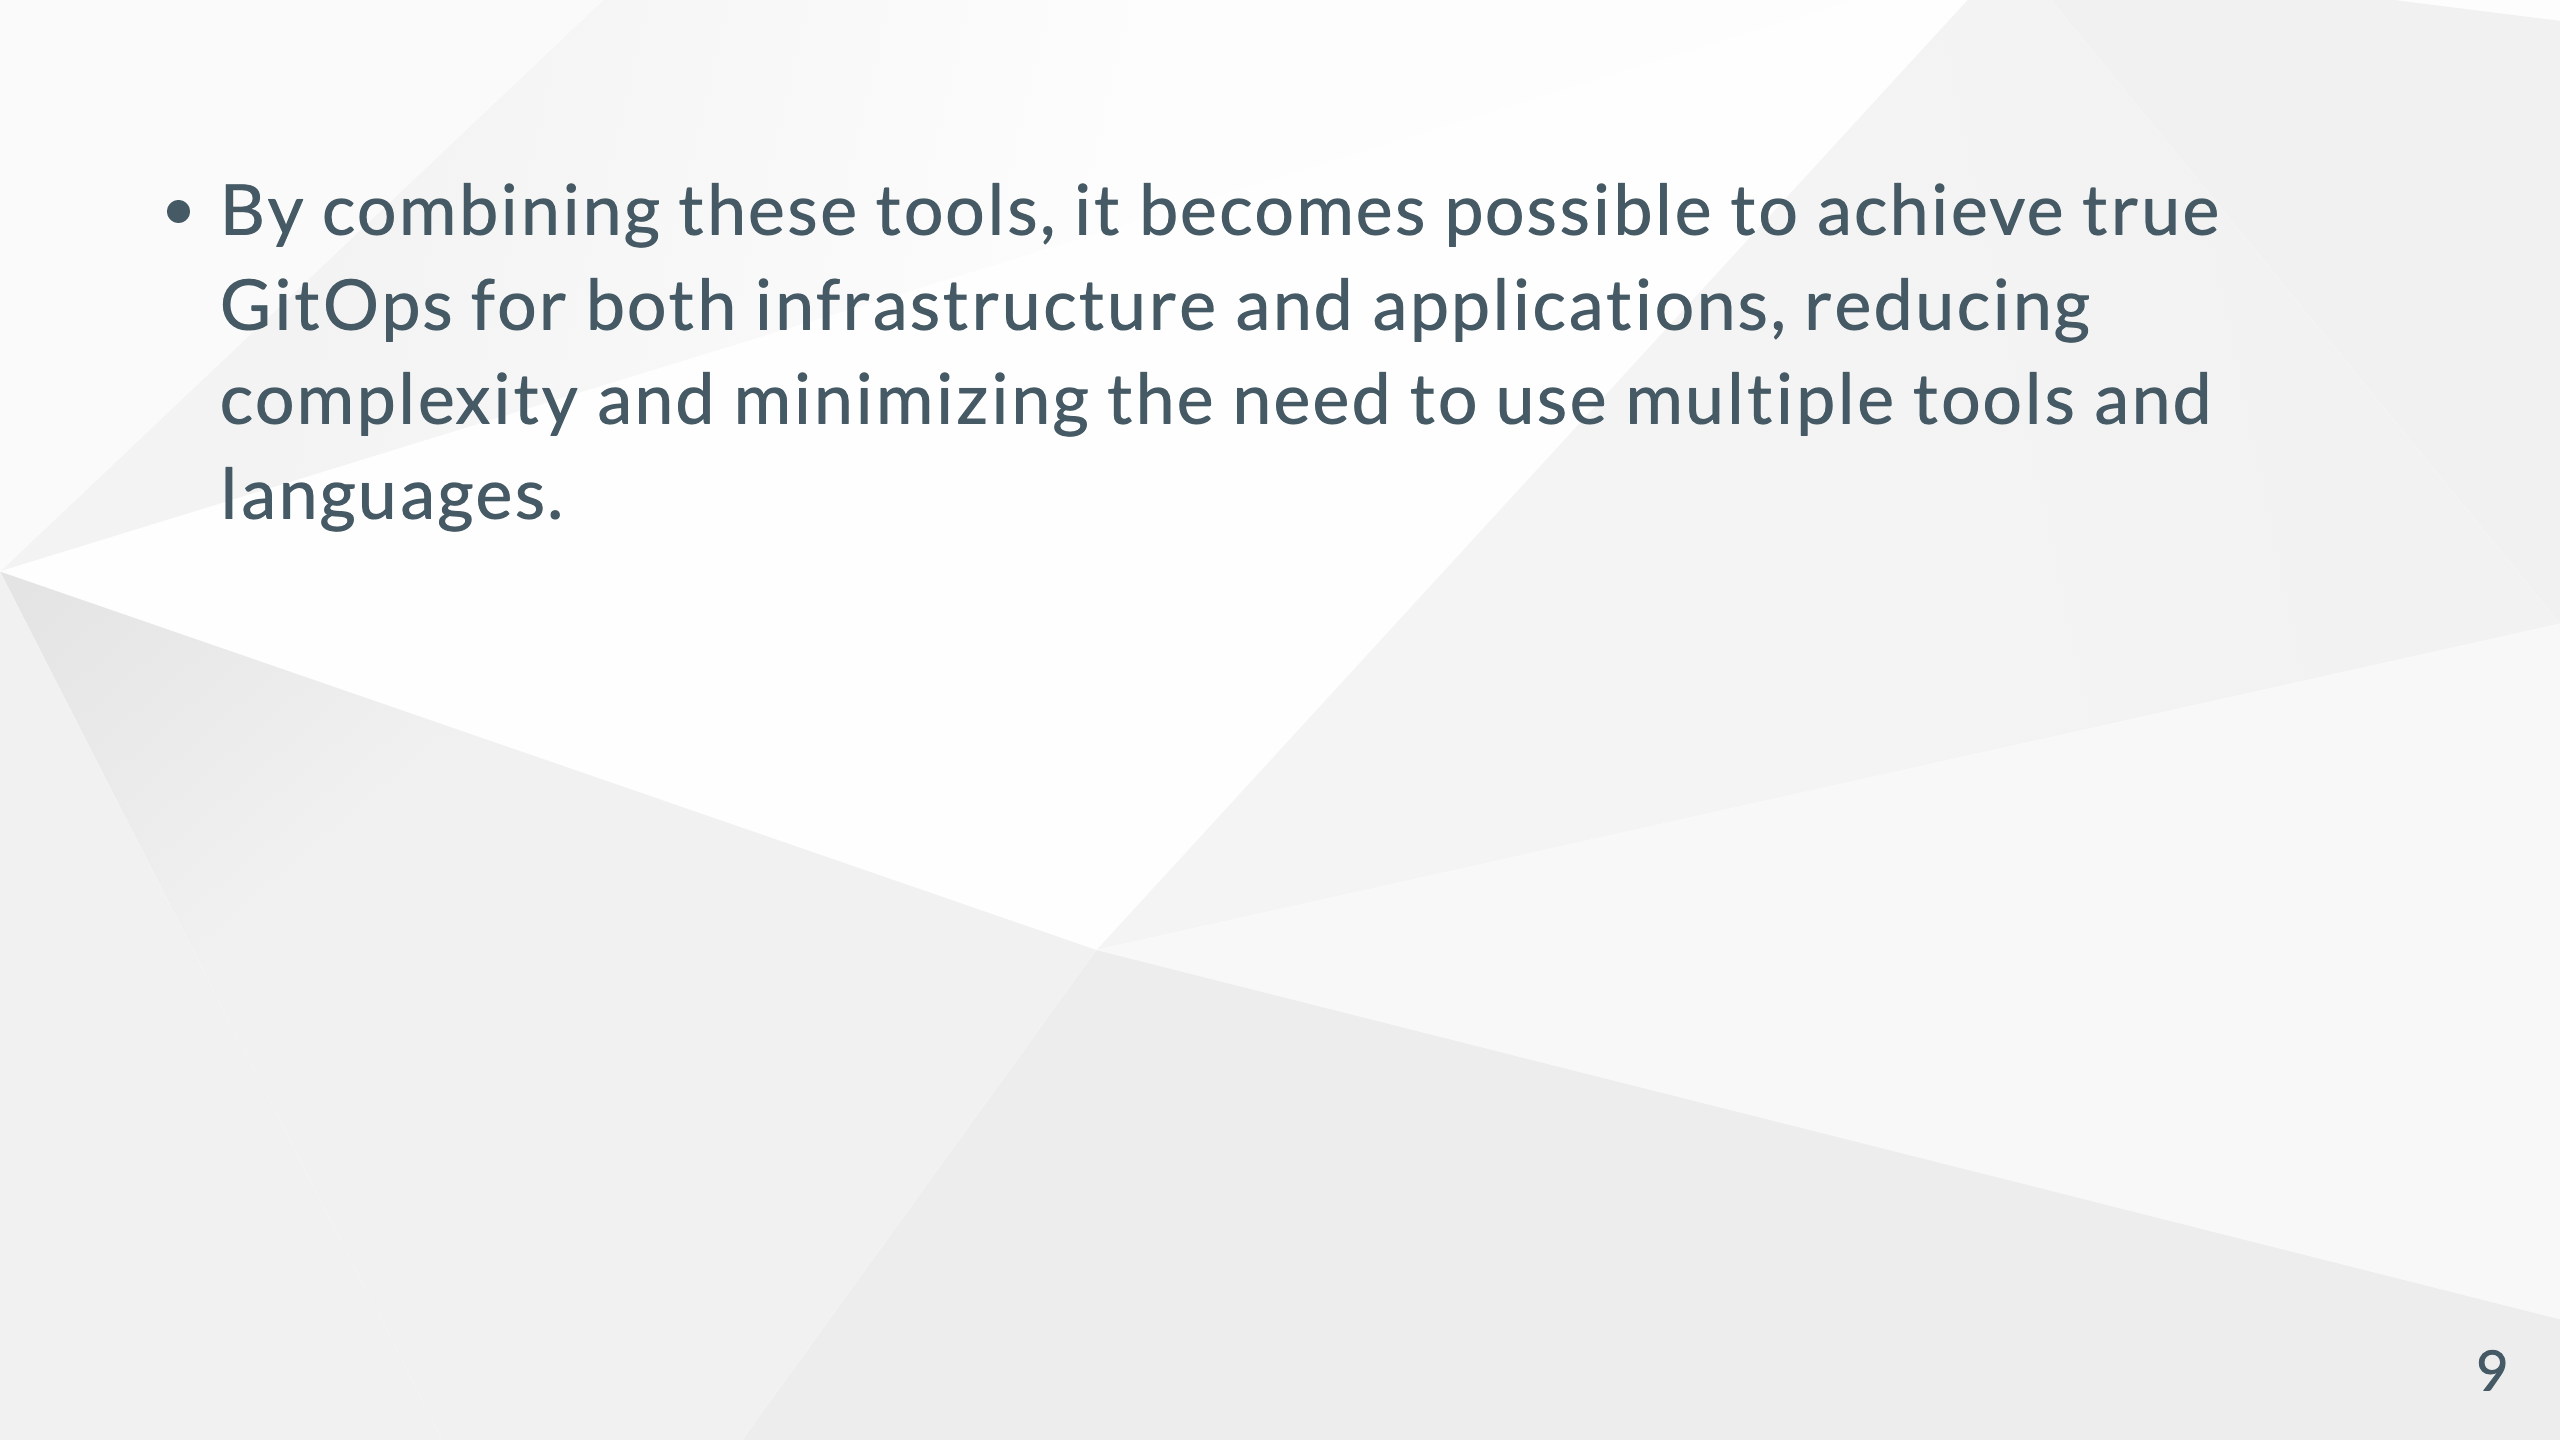 • By combining these tools, it becomes possible to achieve true
GitOps for both infrastructure and applications, reducing
complexity and minimizing the need to use multiple tools and
languages.
9